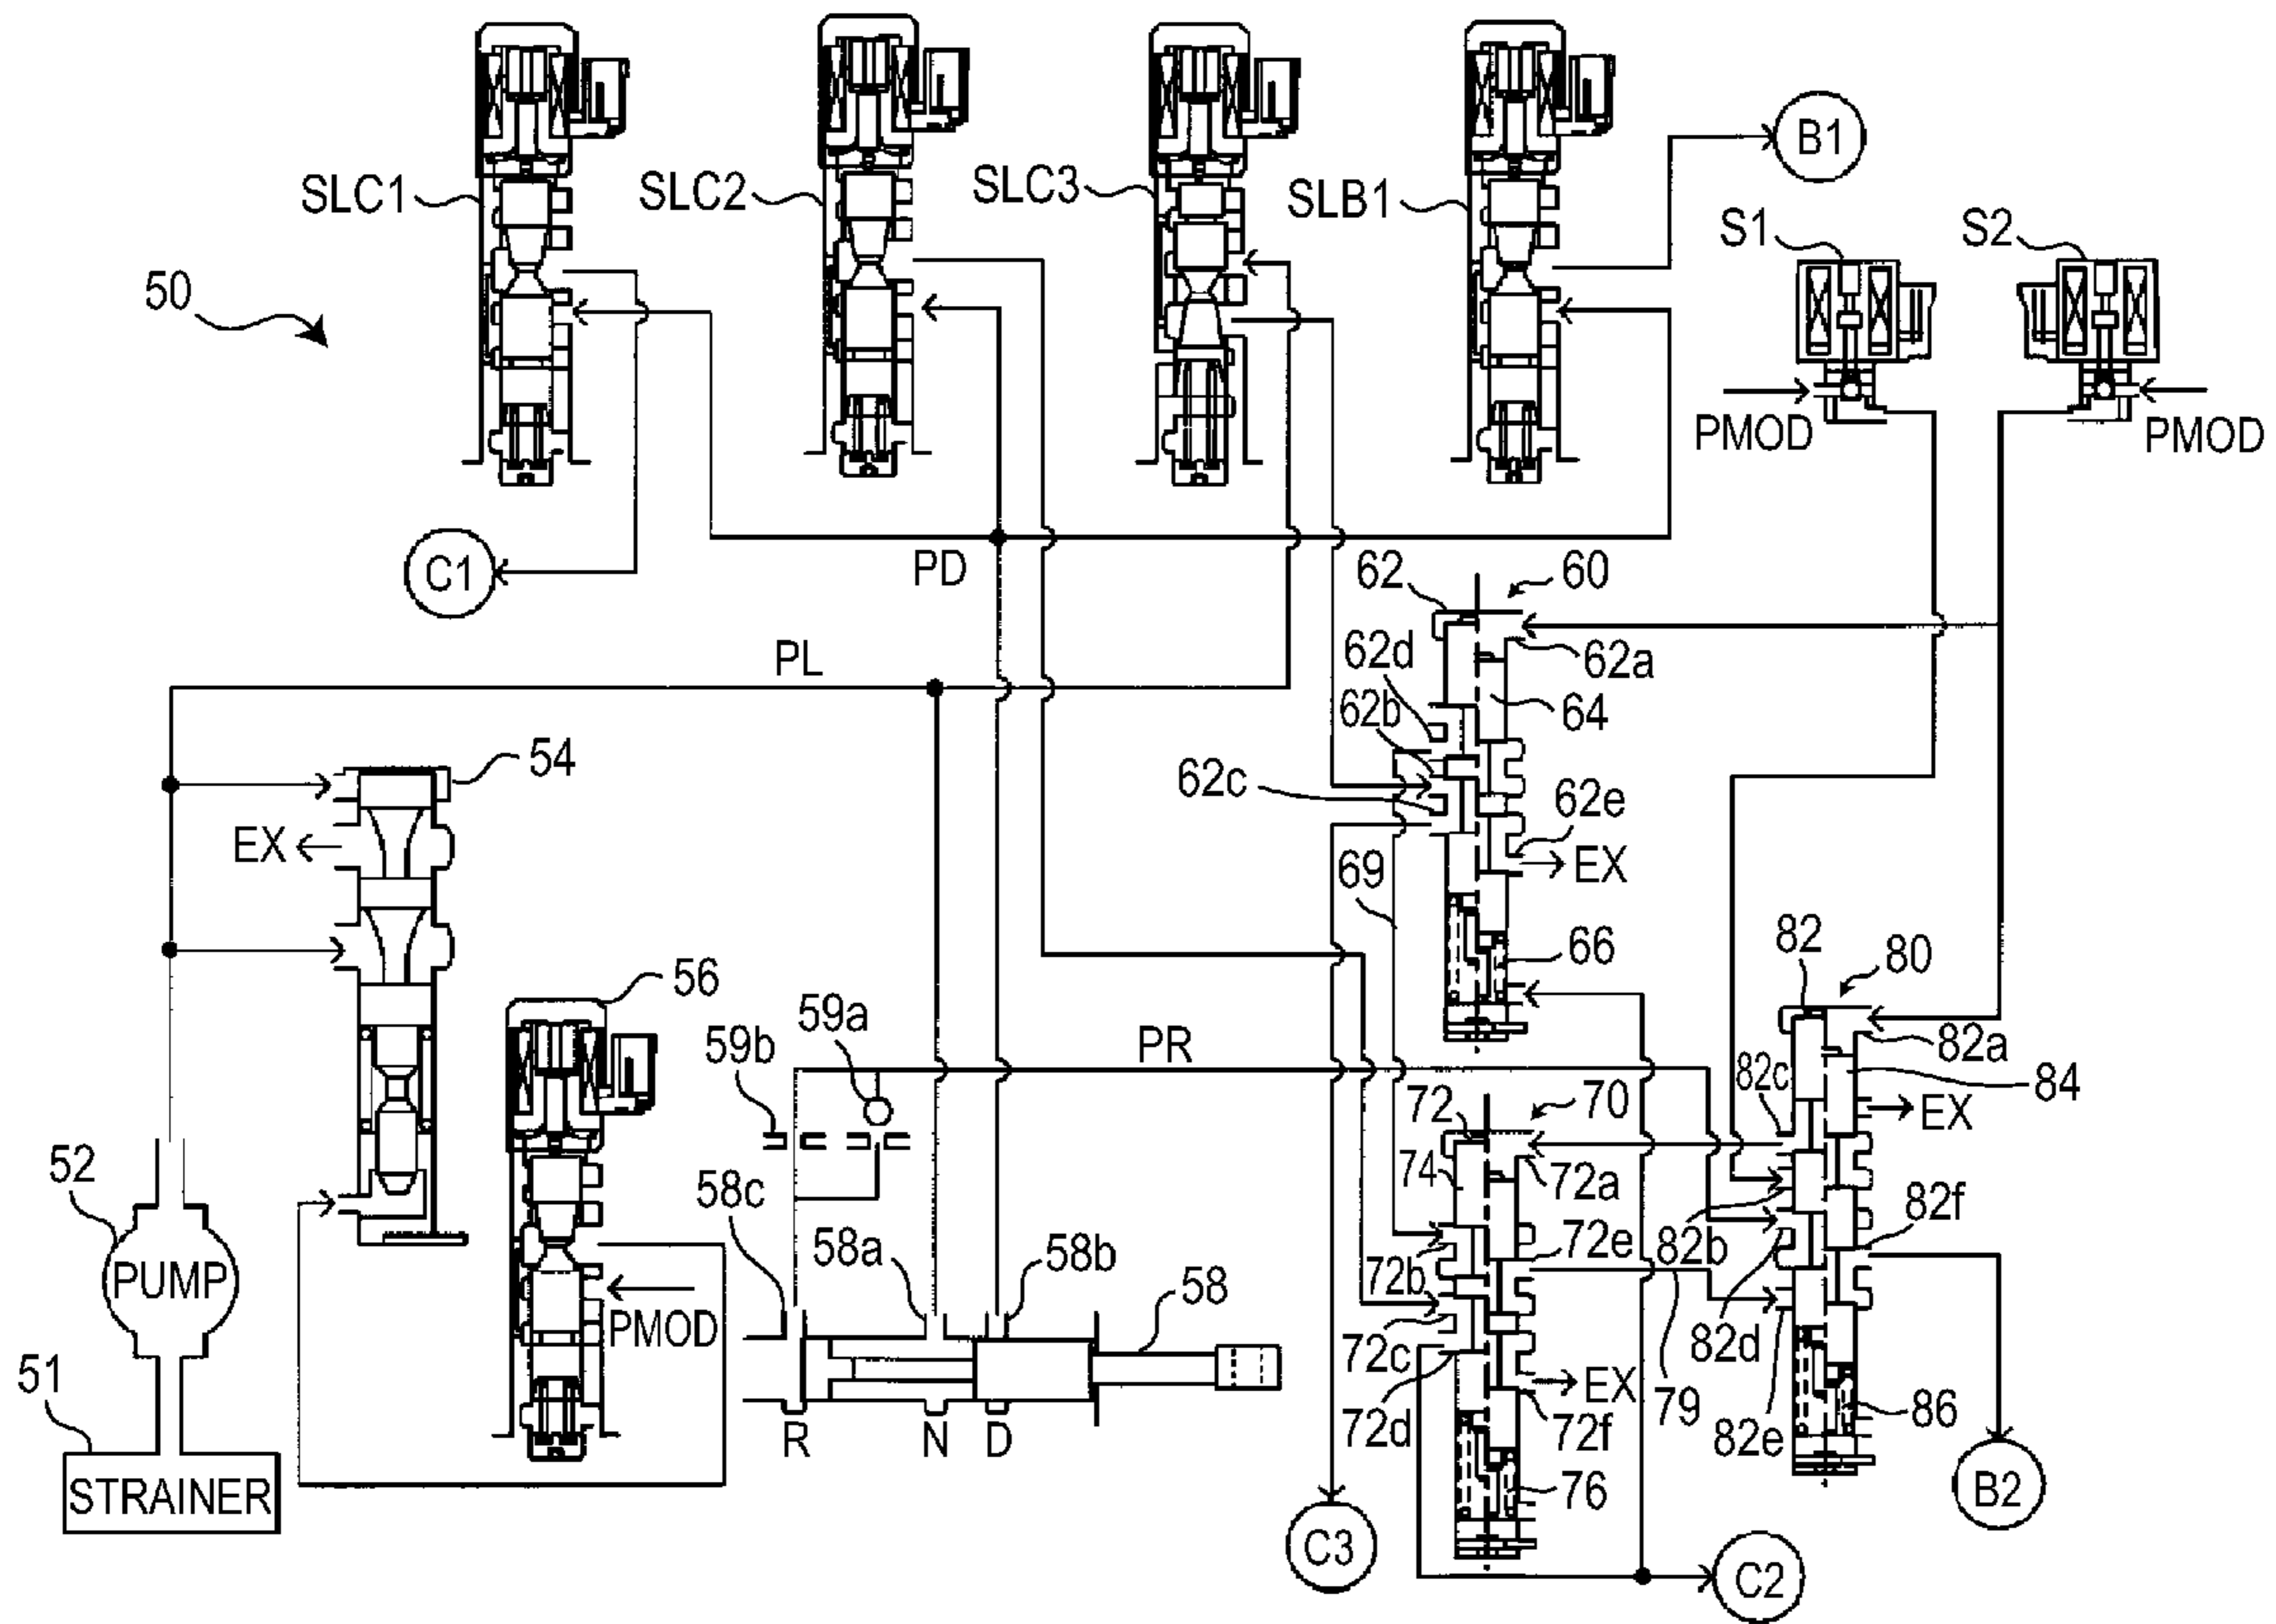 B1
SLC1
SLC2
SLC3
SLB1
S1
S2
50
PMOD
PMOD
C1
PD
62
60
62d
62a
PL
62b
64
54
62c
62e
EX
69
EX
56
66
82
80
59a
59b
PR
82a
82c
84
72
70
EX
52
58c
74
72a
82f
PUMP
58a
58b
72b
72e
82b
58
PMOD
72c
82d
51
EX
79
86
R
N
D
72d
72f
82e
STRAINER
76
B2
C3
C2